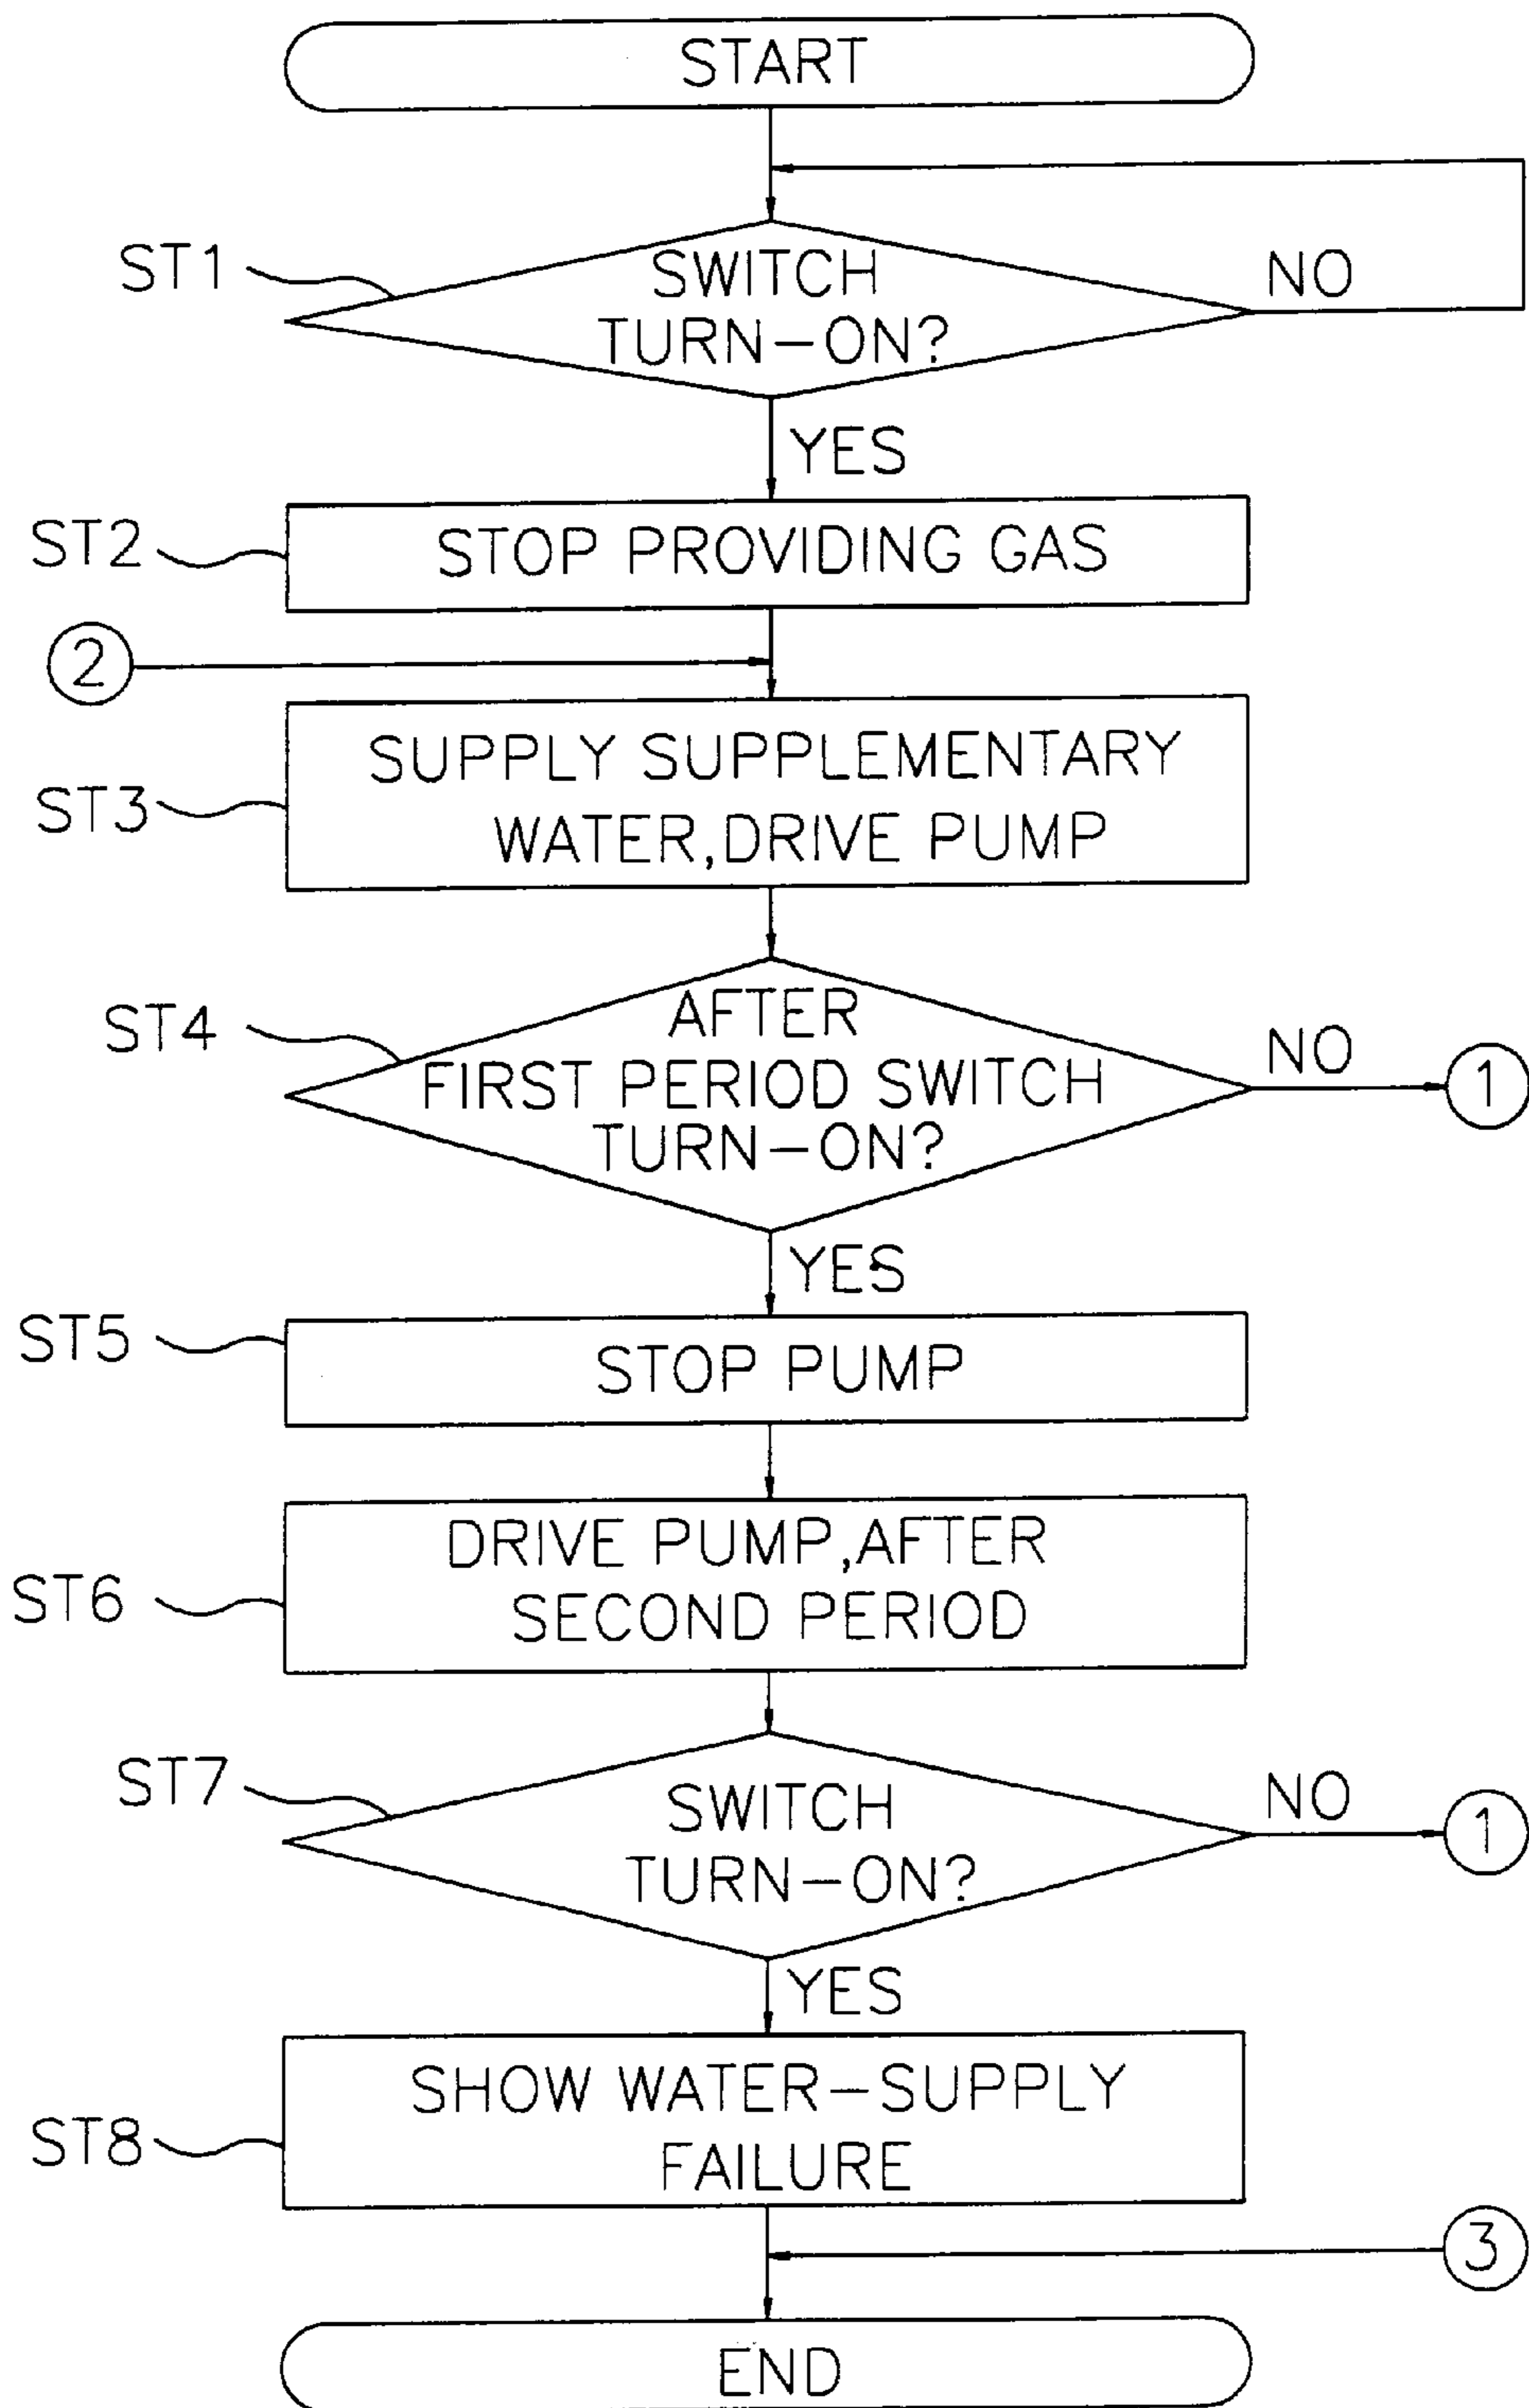 START
ST1
SWITCH
TURN-ON?
NO
YES
ST2
STOP PROVIDING GAS
2
ST3
SUPPLY SUPPLEMENTARY
WATER,DRIVE PUMP
ST4
AFTER
FIRST PERIOD SWITCH
TURN-ON?
NO
1
YES
ST5
STOP PUMP
ST6
DRIVE PUMP,AFTER
SECOND PERIOD
ST7
SWITCH
TURN-ON?
NO
1
YES
ST8
SHOW WATER-SUPPLY
FAILURE
3
END